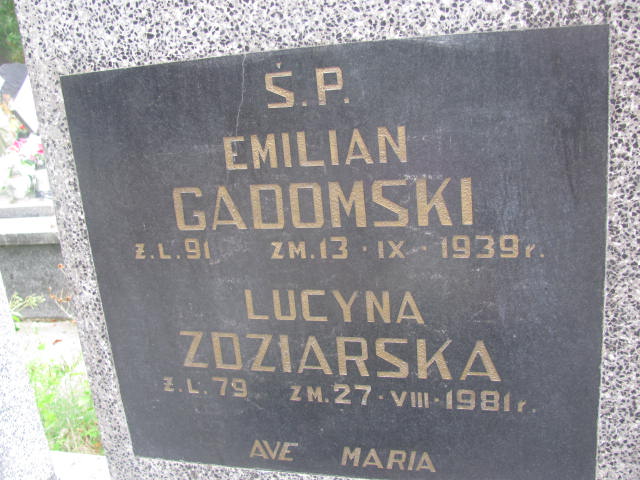 Ś.P.
EMILIAN
GADOMSKI
Ż.L.91 ZM.13·IX·1939r.
LUCYNA
ZDZIARSKA
Ż.L.79 ZM.27·VIII·1981r.
AVE MARIA